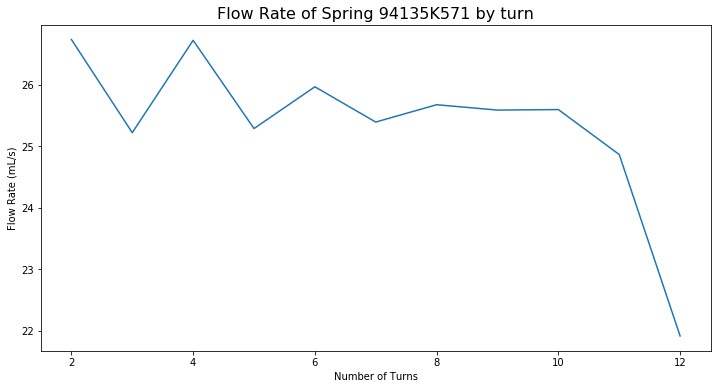 Flow Rate of Spring 94135K571 by turn
26
25
24
23
22
Flow Rate (mL/s)
2 4 6 8 10 12
Number of Turns